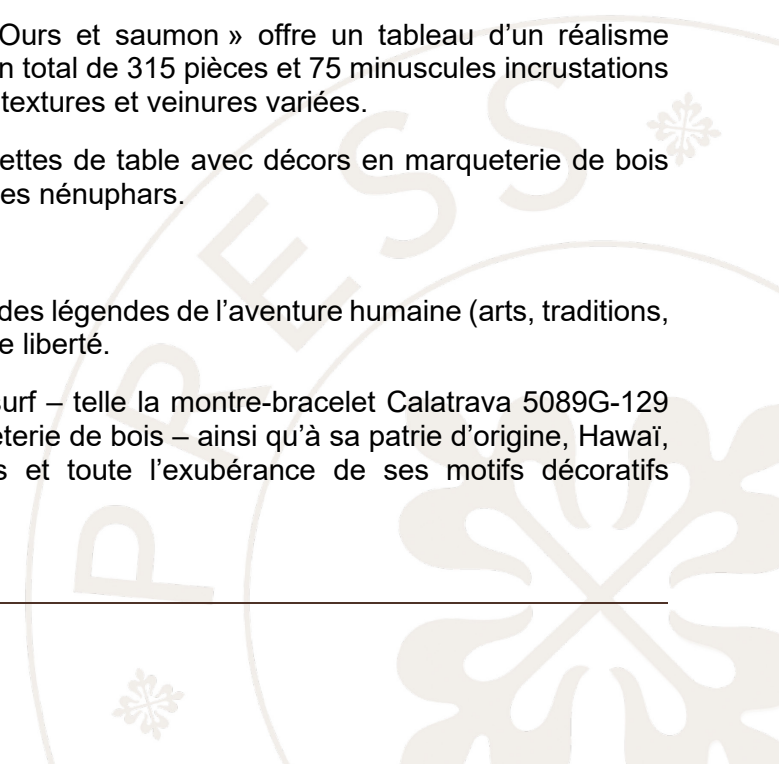 Ours et saumon » offre un tableau d’un réalisme
total de 315 pièces et 75 minuscules incrustations
textures et veinures variées.
ettes de table avec décors en marqueterie de bois
es nénuphars.
des légendes de l’aventure humaine (arts, traditions,
e liberté.
surf – telle la montre-bracelet Calatrava 5089G-129
eterie de bois – ainsi qu’à sa patrie d’origine, Hawaï,
s et toute l’exubérance de ses motifs décoratifs
PRESS